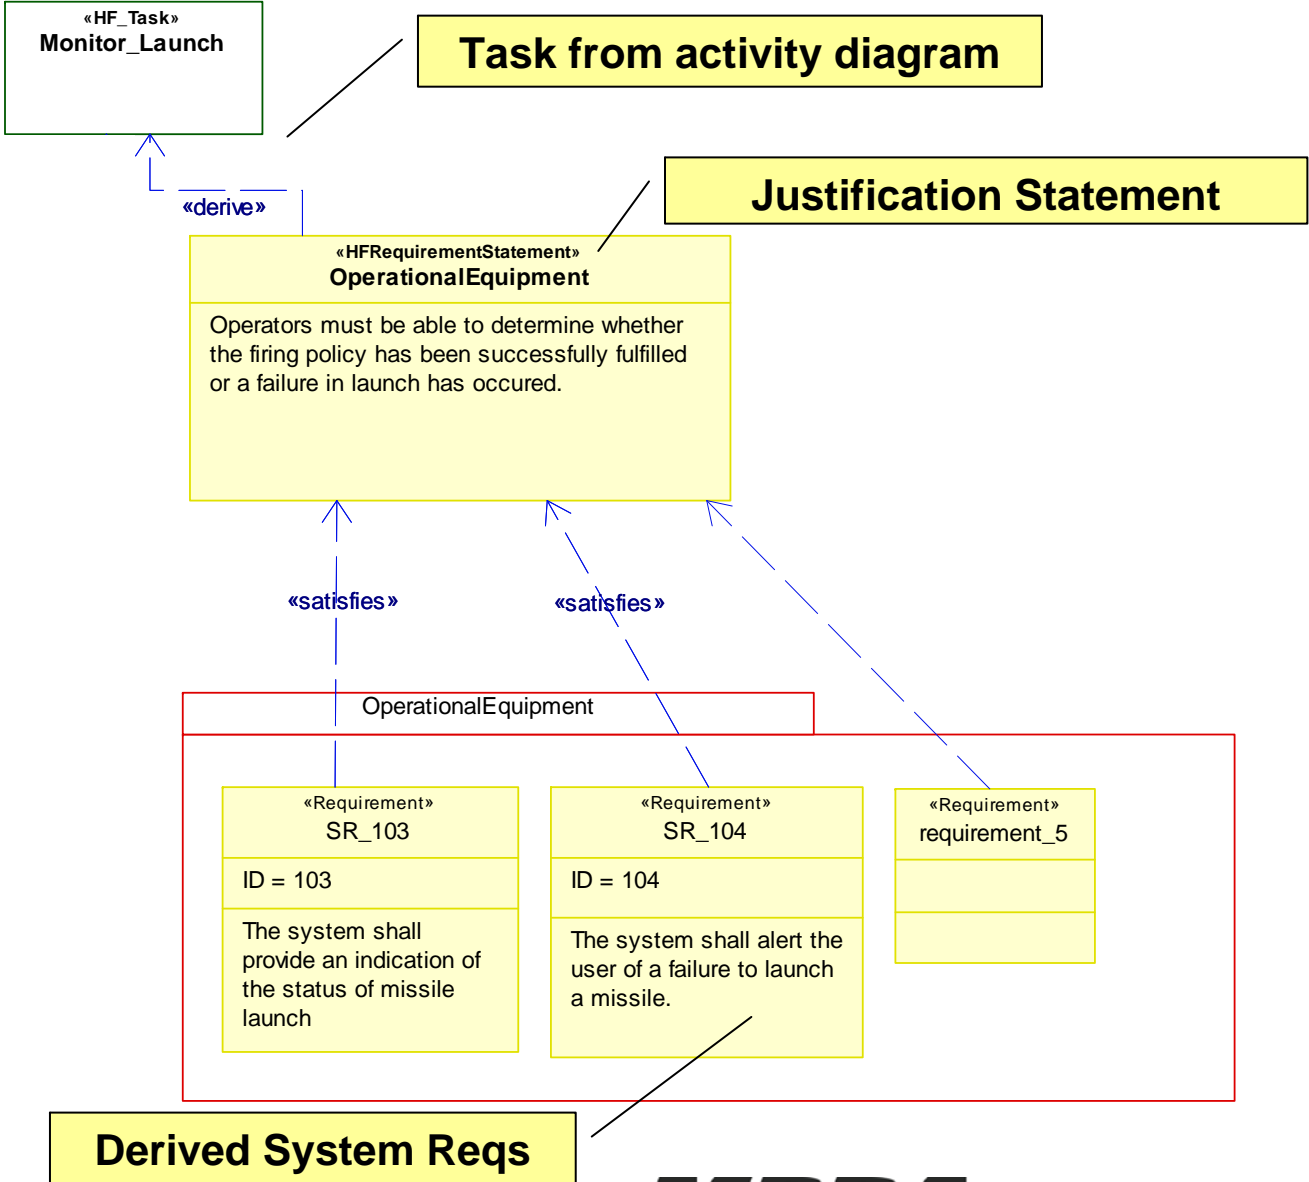 «HF_Task»
Monitor_Launch
Task from activity diagram
Justification Statement
«derive»
«HFRequirementStatement»
OperationalEquipment
Operators must be able to determine whether
the firing policy has been successfully fulfilled
or a failure in launch has occured.
«satisfies»
«satisfies»
OperationalEquipment
«Requirement»
SR_103
ID = 103
The system shall
provide an indication of
the status of missile
launch
«Requirement»
SR_104
ID = 104
The system shall alert the
user of a failure to launch
a missile.
«Requirement»
requirement_5
Derived System Reqs